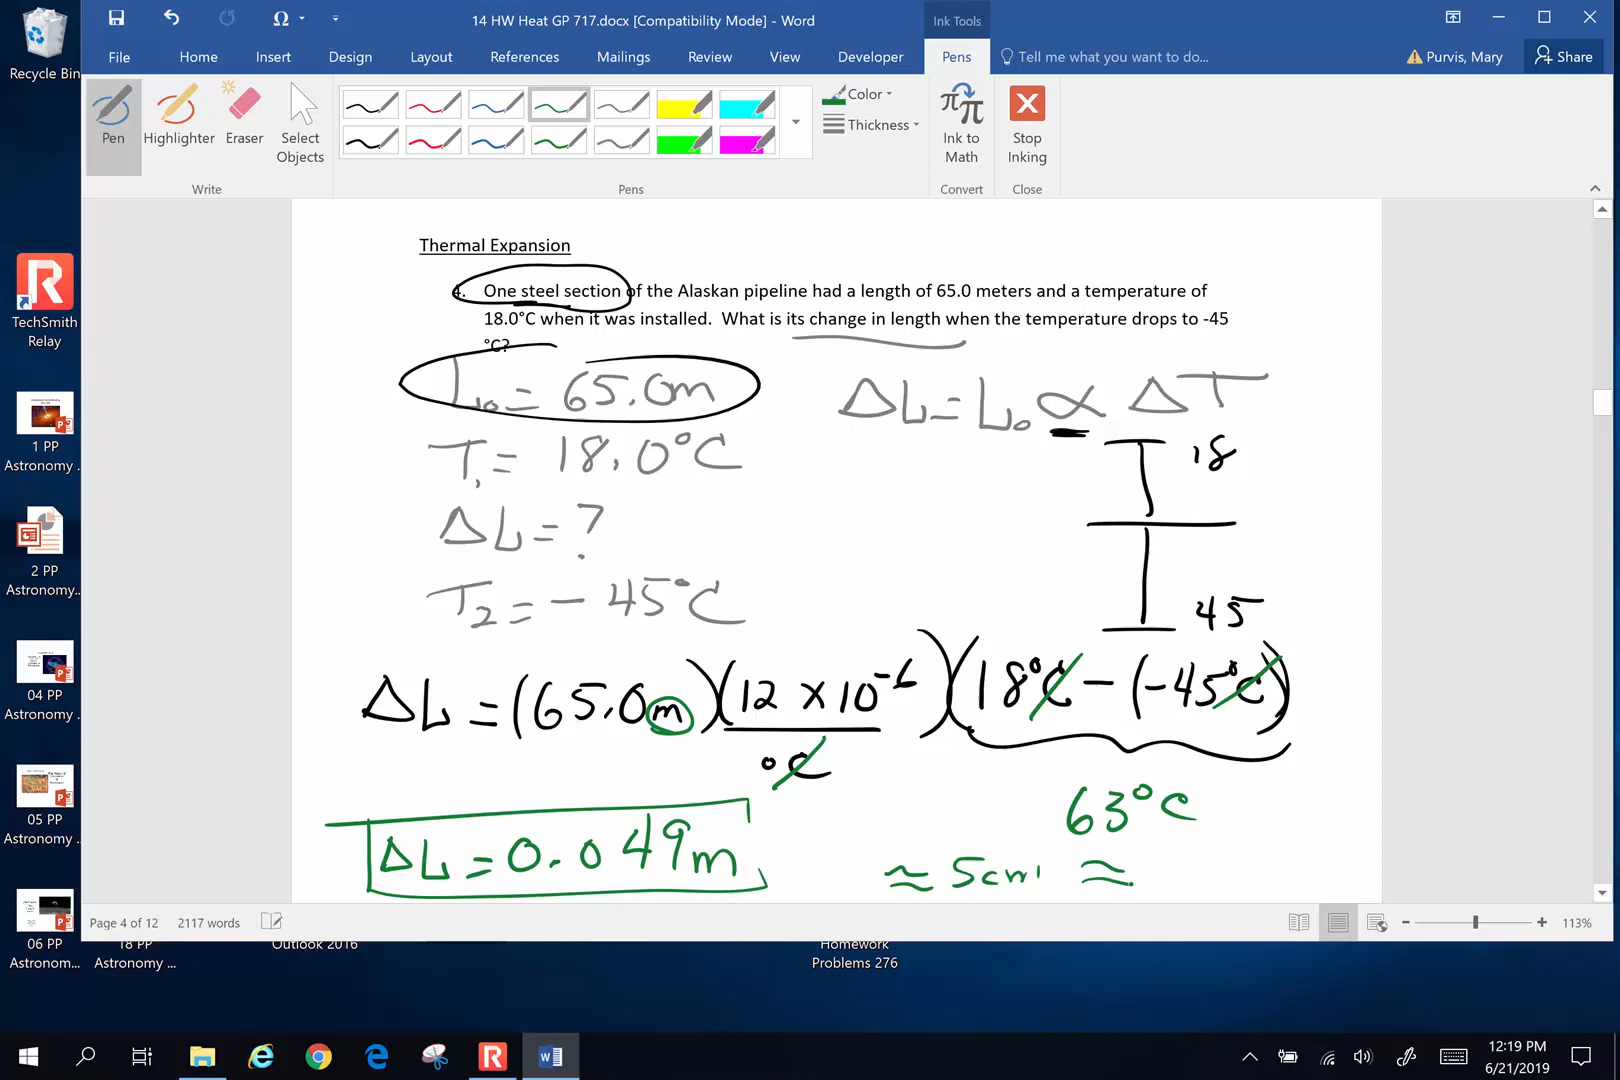 Recycle Bin
14 HW Heat GP 717.docx [Compatibility Mode] - Word
Ink Tools
File Home Insert Design Layout References Mailings Review View Developer Pens Tell me what you want to do...
Purvis, Mary Share
Pen Highlighter Eraser Select Objects
Color
Thickness
Ink to Math
Stop Inking
Write Pens Convert Close
TechSmith Relay
1 PP Astronomy...
2 PP Astronomy...
04 PP Astronomy ...
05 PP Astronomy ...
06 PP Astronom...
18 PP Astronomy ...
Outlook 2016
Homework Problems 276
Thermal Expansion
4. One steel section of the Alaskan pipeline had a length of 65.0 meters and a temperature of
18.0°C when it was installed. What is its change in length when the temperature drops to -45
°C?
L₀ = 65.0m
ΔL = L₀ ∝ ΔT
T₁ = 18.0°C
18
ΔL = ?
T₂ = - 45°C
45
ΔL = (65.0m)(12 x 10⁻⁶/°C)(18°C - (-45°C))
63°C
ΔL = 0.049m
≈ 5cm ≈
Page 4 of 12 2117 words
113%
12:19 PM
6/21/2019